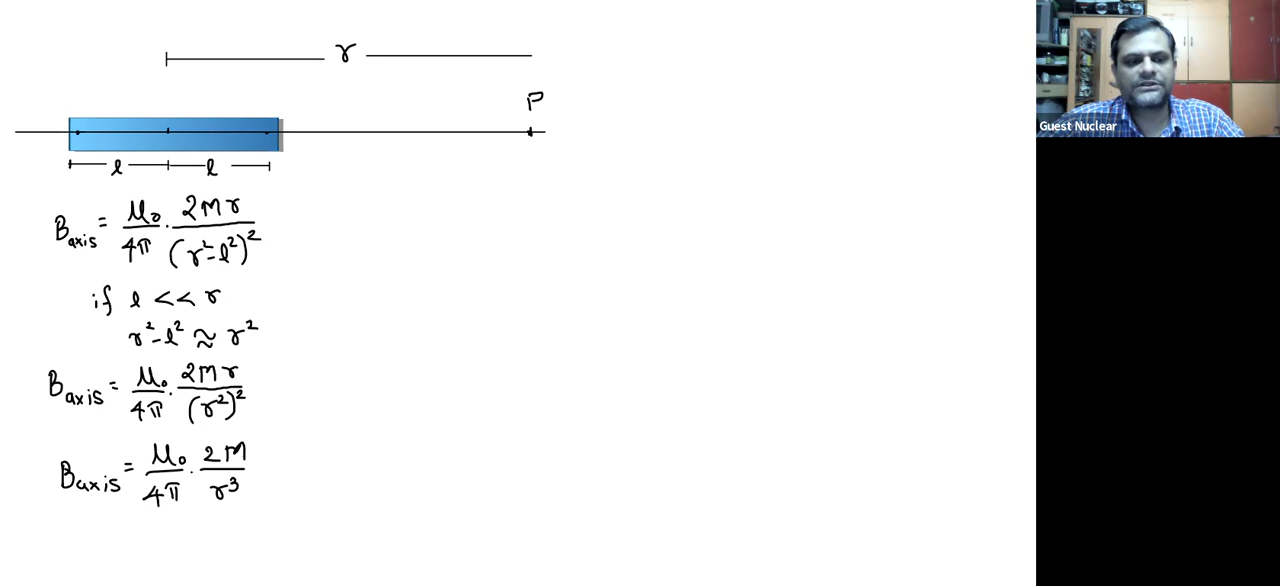 r
P
l l
B_axis = μ₀/4π · 2Mr/(r²-l²)²
if l << r
r²-l² ≈ r²
B_axis = μ₀/4π · 2Mr/(r²)²
B_axis = μ₀/4π · 2M/r³
Guest Nuclear